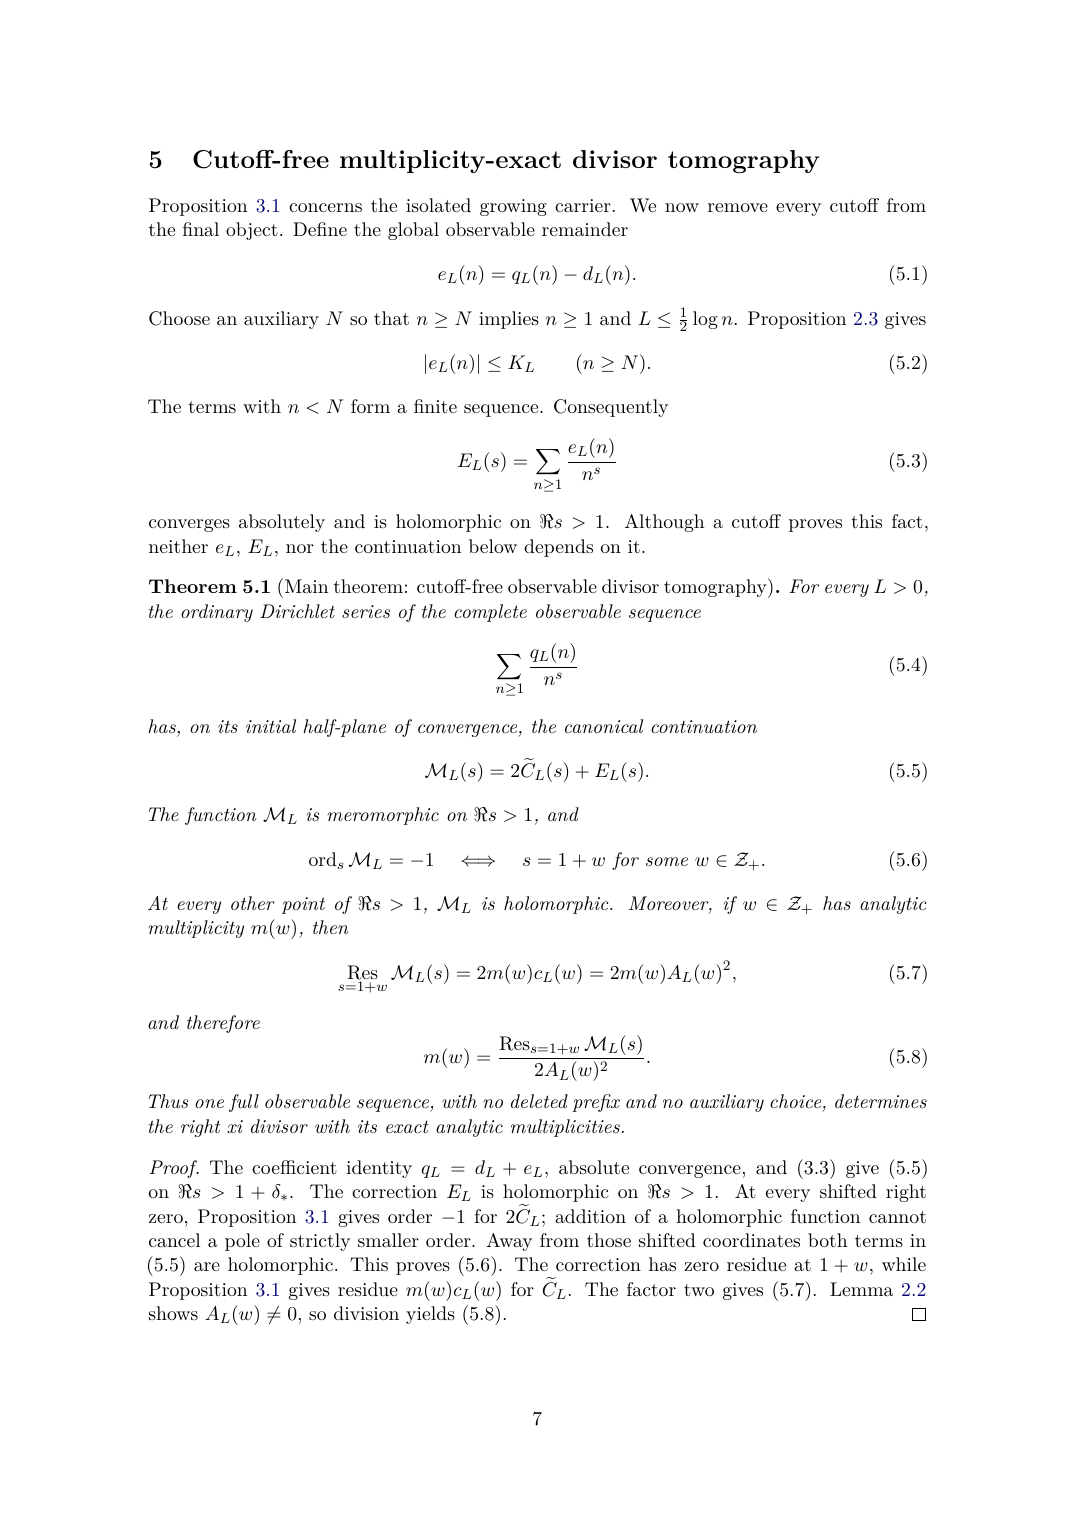 5 Cutoff-free multiplicity-exact divisor tomography
Proposition 3.1 concerns the isolated growing carrier. We now remove every cutoff from
the final object. Define the global observable remainder
e_L(n) = q_L(n) − d_L(n). (5.1)
Choose an auxiliary N so that n ≥ N implies n ≥ 1 and L ≤ ½ log n. Proposition 2.3 gives
|e_L(n)| ≤ K_L (n ≥ N). (5.2)
The terms with n < N form a finite sequence. Consequently
E_L(s) = ∑_{n≥1} e_L(n)/n^s (5.3)
converges absolutely and is holomorphic on ℜs > 1. Although a cutoff proves this fact,
neither e_L, E_L, nor the continuation below depends on it.
Theorem 5.1 (Main theorem: cutoff-free observable divisor tomography). For every L > 0,
the ordinary Dirichlet series of the complete observable sequence
∑_{n≥1} q_L(n)/n^s (5.4)
has, on its initial half-plane of convergence, the canonical continuation
ℳ_L(s) = 2C̃_L(s) + E_L(s). (5.5)
The function ℳ_L is meromorphic on ℜs > 1, and
ord_s ℳ_L = −1 ⟺ s = 1 + w for some w ∈ 𝒵_+. (5.6)
At every other point of ℜs > 1, ℳ_L is holomorphic. Moreover, if w ∈ 𝒵_+ has analytic
multiplicity m(w), then
Res_{s=1+w} ℳ_L(s) = 2m(w)c_L(w) = 2m(w)A_L(w)^2, (5.7)
and therefore
m(w) = Res_{s=1+w} ℳ_L(s)/2A_L(w)^2. (5.8)
Thus one full observable sequence, with no deleted prefix and no auxiliary choice, determines
the right xi divisor with its exact analytic multiplicities.
Proof. The coefficient identity q_L = d_L + e_L, absolute convergence, and (3.3) give (5.5)
on ℜs > 1 + δ_*. The correction E_L is holomorphic on ℜs > 1. At every shifted right
zero, Proposition 3.1 gives order −1 for 2C̃_L; addition of a holomorphic function cannot
cancel a pole of strictly smaller order. Away from those shifted coordinates both terms in
(5.5) are holomorphic. This proves (5.6). The correction has zero residue at 1 + w, while
Proposition 3.1 gives residue m(w)c_L(w) for C̃_L. The factor two gives (5.7). Lemma 2.2
shows A_L(w) ≠ 0, so division yields (5.8). □
7